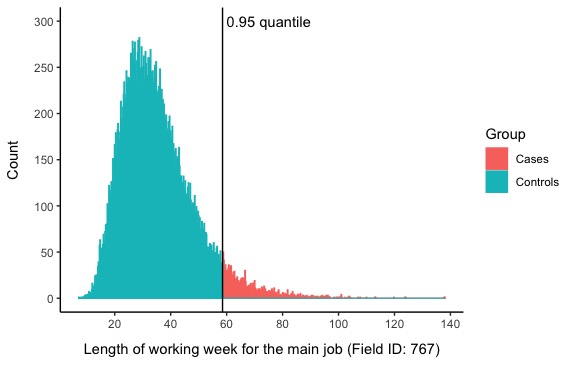 0.95 quantile
300
250
200
150
100
50
0
Count
20 40 60 80 100 120 140
Length of working week for the main job (Field ID: 767)
Group
Cases
Controls